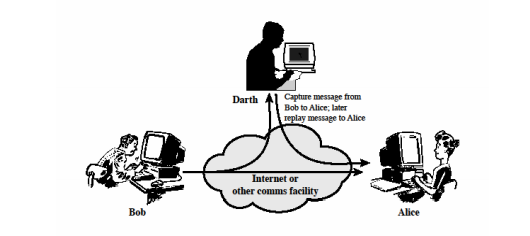 Darth
Capture message from
Bob to Alice; later
replay message to Alice
Internet or
other comms facility
Bob
Alice